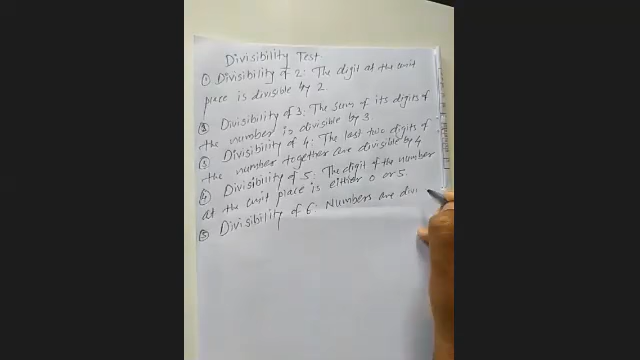 Divisibility Test
① Divisibility of 2: The digit at the unit
place is divisible by 2.
② Divisibility of 3: The sum of its digits of
the number is divisible by 3
③ Divisibility of 4: The last two digits of
the number together are divisible by 4
④ Divisibility of 5: The digit of the number
at the unit place is either 0 or 5.
⑤ Divisibility of 6: Numbers are divi